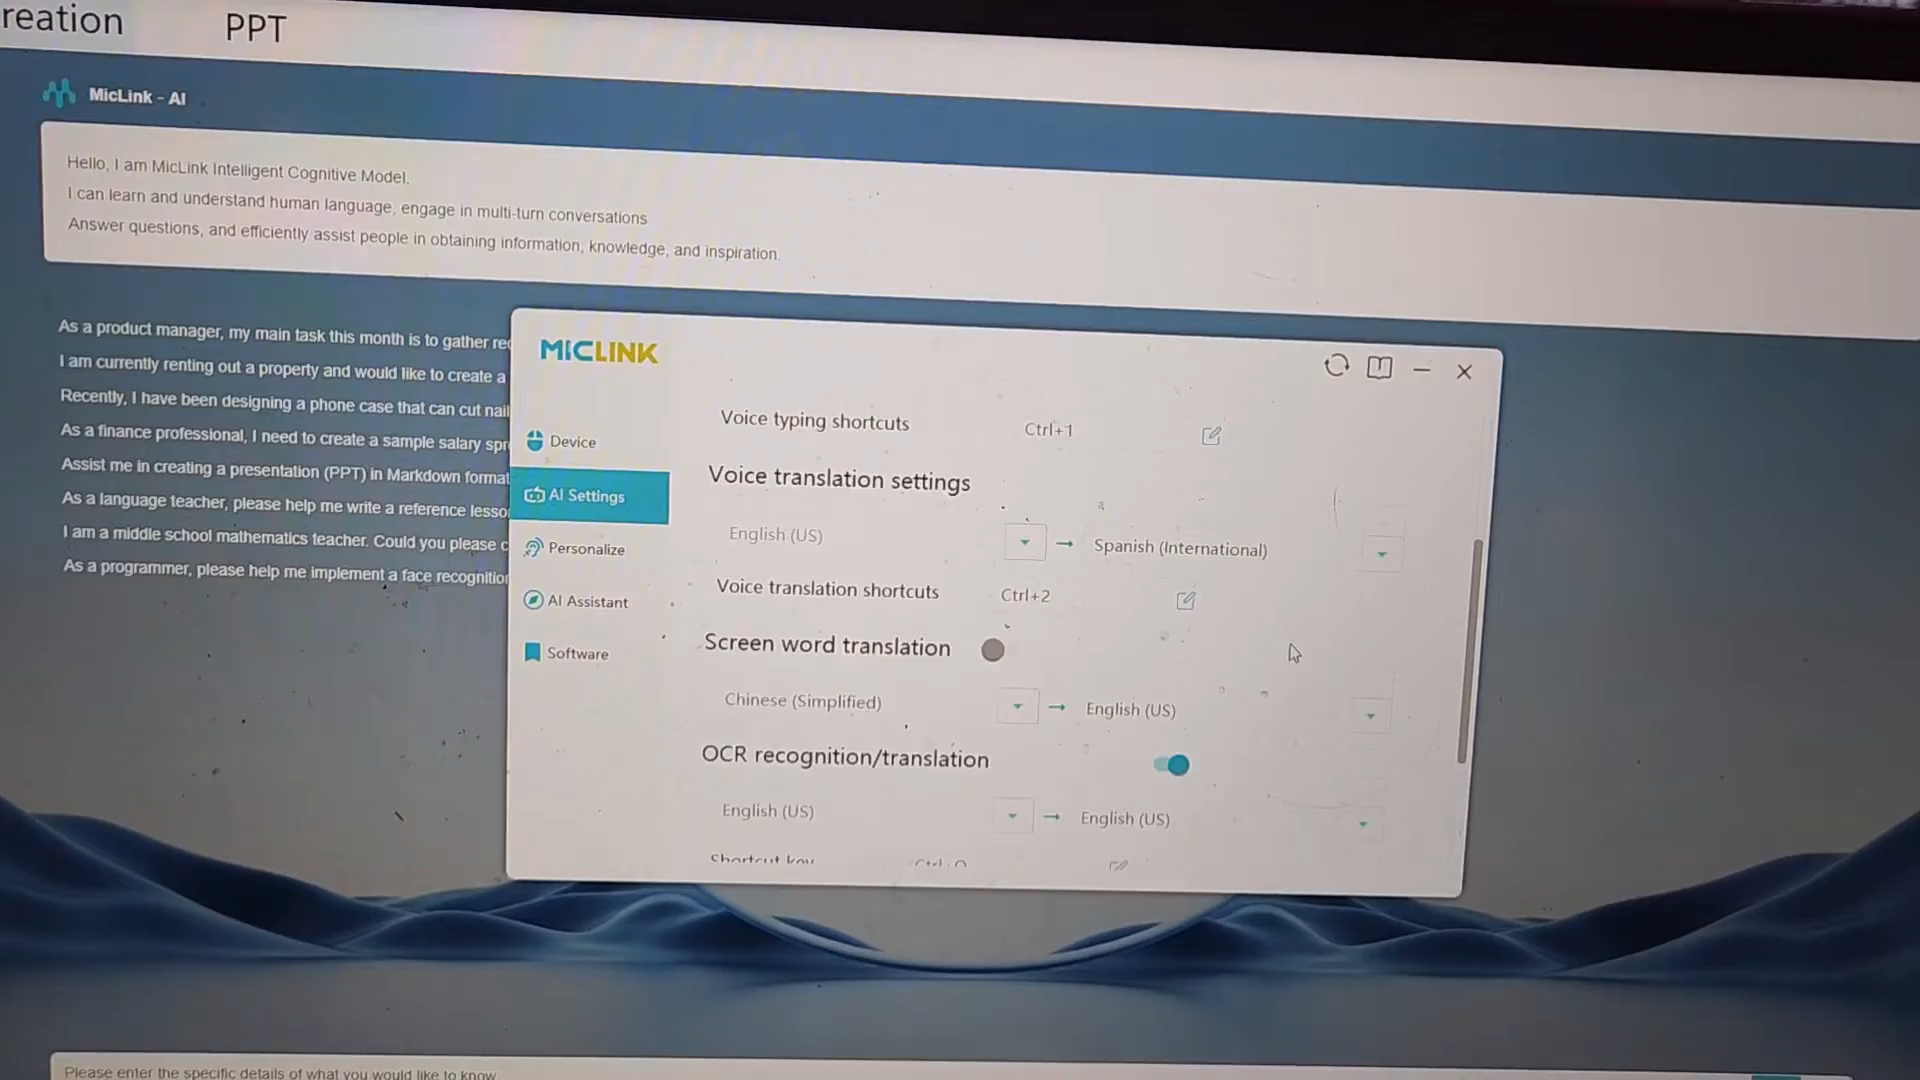 reation
PPT
MicLink - AI
Hello, I am MicLink Intelligent Cognitive Model.
I can learn and understand human language, engage in multi-turn conversations
Answer questions, and efficiently assist people in obtaining information, knowledge, and inspiration.
As a product manager, my main task this month is to gather re
I am currently renting out a property and would like to create a
Recently, I have been designing a phone case that can cut nail
As a finance professional, I need to create a sample salary spr
Assist me in creating a presentation (PPT) in Markdown format
As a language teacher, please help me write a reference lesso
I am a middle school mathematics teacher. Could you please c
As a programmer, please help me implement a face recognition
MICLINK
Device
AI Settings
Personalize
AI Assistant
Software
Voice typing shortcuts Ctrl+1
Voice translation settings
English (US) → Spanish (International)
Voice translation shortcuts Ctrl+2
Screen word translation
Chinese (Simplified) → English (US)
OCR recognition/translation
English (US) → English (US)
Shortcut key
Please enter the specific details of what you would like to know